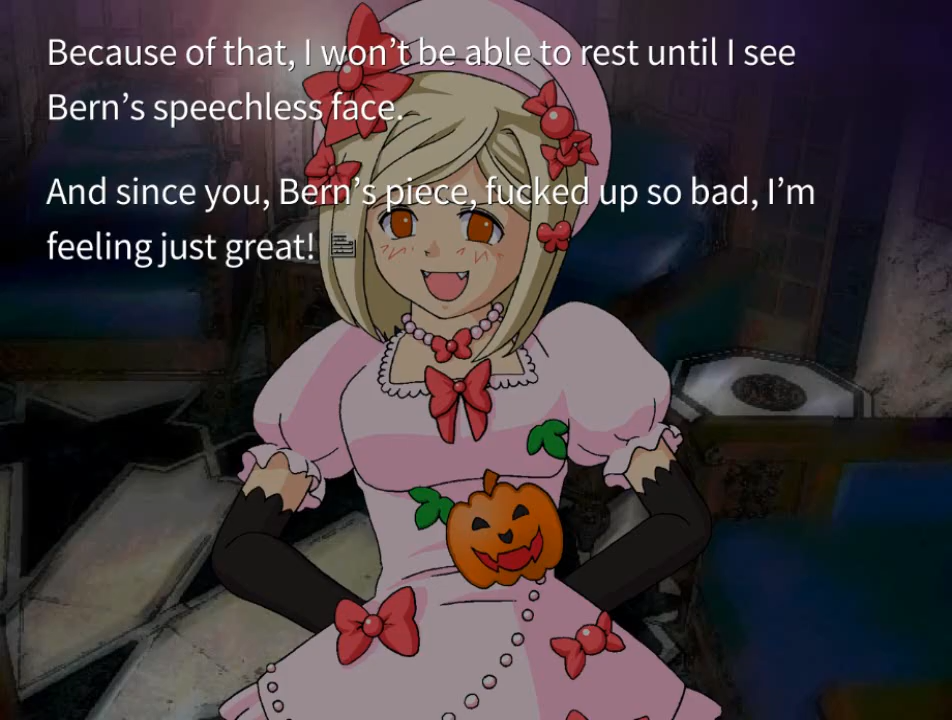 Because of that, I won’t be able to rest until I see
Bern’s speechless face.
And since you, Bern’s piece, fucked up so bad, I’m
feeling just great!